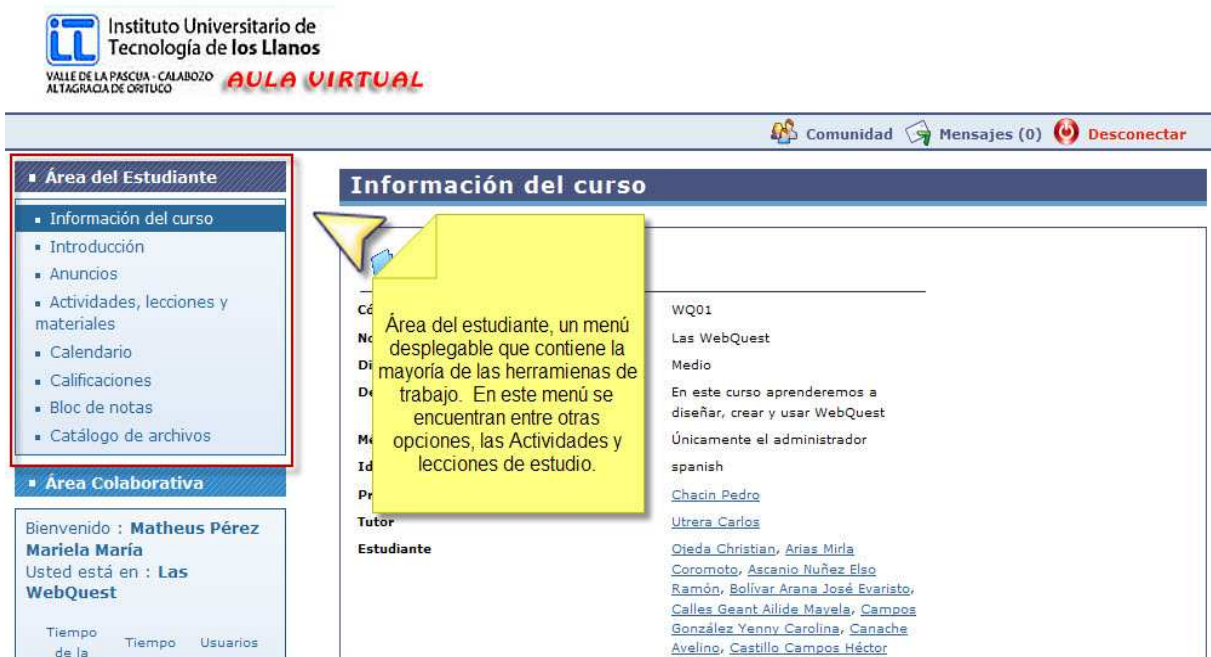 Instituto Universitario de
Tecnología de los Llanos
VALLE DE LA PASCUA - CALABOZO
ALTAGRACIA DE ORITUCO
AULA VIRTUAL
Comunidad Mensajes (0) Desconectar
Área del Estudiante
Información del curso
Introducción
Anuncios
Actividades, lecciones y
materiales
Calendario
Calificaciones
Bloc de notas
Catálogo de archivos
Área Colaborativa
Bienvenido : Matheus Pérez
Mariela María
Usted está en : Las
WebQuest
Tiempo
de la
Tiempo Usuarios
Información del curso
Área del estudiante, un menú
desplegable que contiene la
mayoría de las herramienas de
trabajo. En este menú se
encuentran entre otras
opciones, las Actividades y
lecciones de estudio.
WQ01
Las WebQuest
Medio
En este curso aprenderemos a
diseñar, crear y usar WebQuest
Únicamente el administrador
spanish
Chacin Pedro
Tutor Utrera Carlos
Estudiante Ojeda Christian, Arias Mirla
Coromoto, Ascanio Nuñez Elso
Ramón, Bolívar Arana José Evaristo,
Calles Geant Ailide Mayela, Campos
González Yenny Carolina, Canache
Avelino, Castillo Campos Héctor